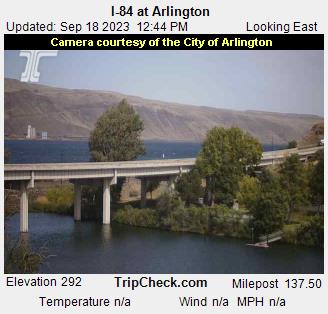 I-84 at Arlington
Updated: Sep 18 2023 12:44 PM Looking East
Camera courtesy of the City of Arlington
Elevation 292 TripCheck.com Milepost 137.50
Temperature n/a Wind n/a MPH n/a